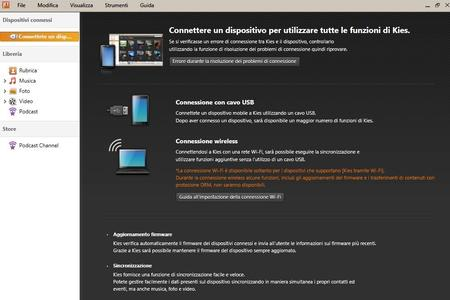 File Modifica Visualizza Strumenti Guida
Dispositivi connessi
Connettete un disp...
Libreria
Rubrica
Musica
Foto
Video
Podcast
Store
Podcast Channel
Connettere un dispositivo per utilizzare tutte le funzioni di Kies.
Se si verificasse un errore di connessione tra Kies e il dispositivo, controllarlo
utilizzando la funzione di risoluzione dei problemi di connessione quindi riprovare.
Errore durante la risoluzione dei problemi di connessione
Connessione con cavo USB
Connettete un dispositivo mobile a Kies utilizzando un cavo USB.
Dopo aver connesso un dispositivo, sarà disponibile un maggior numero di funzioni di Kies.
Connessione wireless
Connettendosi a Kies con una rete Wi-Fi, sarà possibile eseguire la sincronizzazione e
utilizzare funzioni aggiuntive senza l'utilizzo di un cavo USB.
*La connessione Wi-Fi è disponibile soltanto per i dispositivi che supportano [Kies tramite Wi-Fi].
Durante la connessione wireless alcune funzioni, inclusi gli aggiornamenti del firmware e i trasferimenti di contenuti con
protezione DRM, non saranno disponibili.
Guida all'impostazione della connessione Wi-Fi
Aggiornamento firmware
Kies verifica automaticamente il firmware dei dispositivi connessi e invia all'utente le informazioni sul firmware più recenti.
Grazie a Kies sarà possibile mantenere sempre aggiornato il firmware del proprio dispositivo.
Sincronizzazione
Kies fornisce una funzione di sincronizzazione facile e veloce.
Potete gestire facilmente i dati presenti sul dispositivo sincronizzando in maniera simultanea i propri contatti ed
eventi, ma anche musica, foto e video.